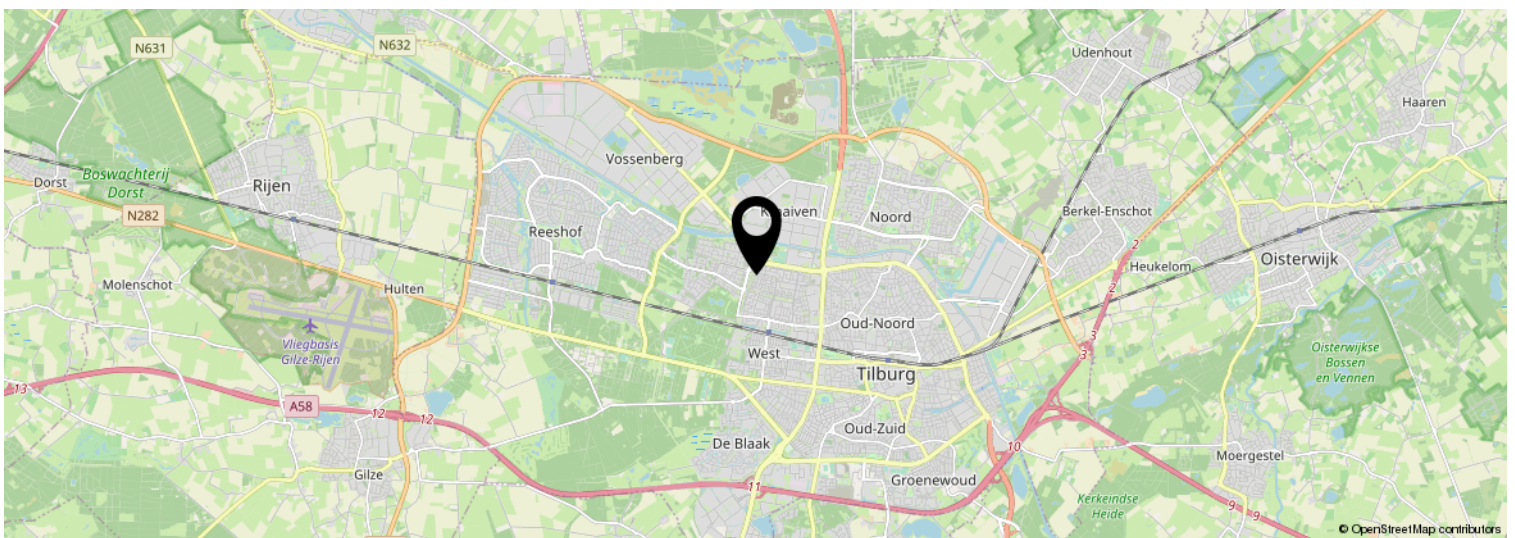 N631
N632
Udenhout
Haaren
Vossenberg
Boswachterij
Dorst
Dorst
Rijen
N282
Noord
Berkel-Enschot
Reeshof
2
Oisterwijk
Heukelom
Molenschot
Hulten
2
Oud-Noord
3
Vliegbasis
Gilze-Rijen
West
3
Oisterwijkse
Bossen
en Vennen
Tilburg
13
A58
12
12
Oud-Zuid
De Blaak
10
Moergestel
Gilze
Groenewoud
11
Kerkeindse
Heide
9
9
© OpenStreetMap contributors